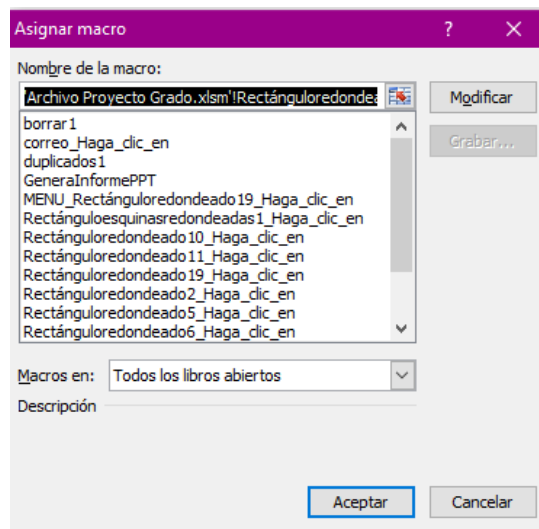 Asignar macro ? ×
Nombre de la macro:
'Archivo Proyecto Grado.xlsm'!Rectánguloredondea
Modificar
borrar1
correo_Haga_clic_en
duplicados1
GeneraInformePPT
MENU_Rectánguloredondeado19_Haga_clic_en
Rectánguloesquinasredondeadas1_Haga_clic_en
Rectánguloredondeado10_Haga_clic_en
Rectánguloredondeado11_Haga_clic_en
Rectánguloredondeado19_Haga_clic_en
Rectánguloredondeado2_Haga_clic_en
Rectánguloredondeado5_Haga_clic_en
Rectánguloredondeado6_Haga_clic_en
Grabar...
Macros en: Todos los libros abiertos
Descripción
Aceptar Cancelar